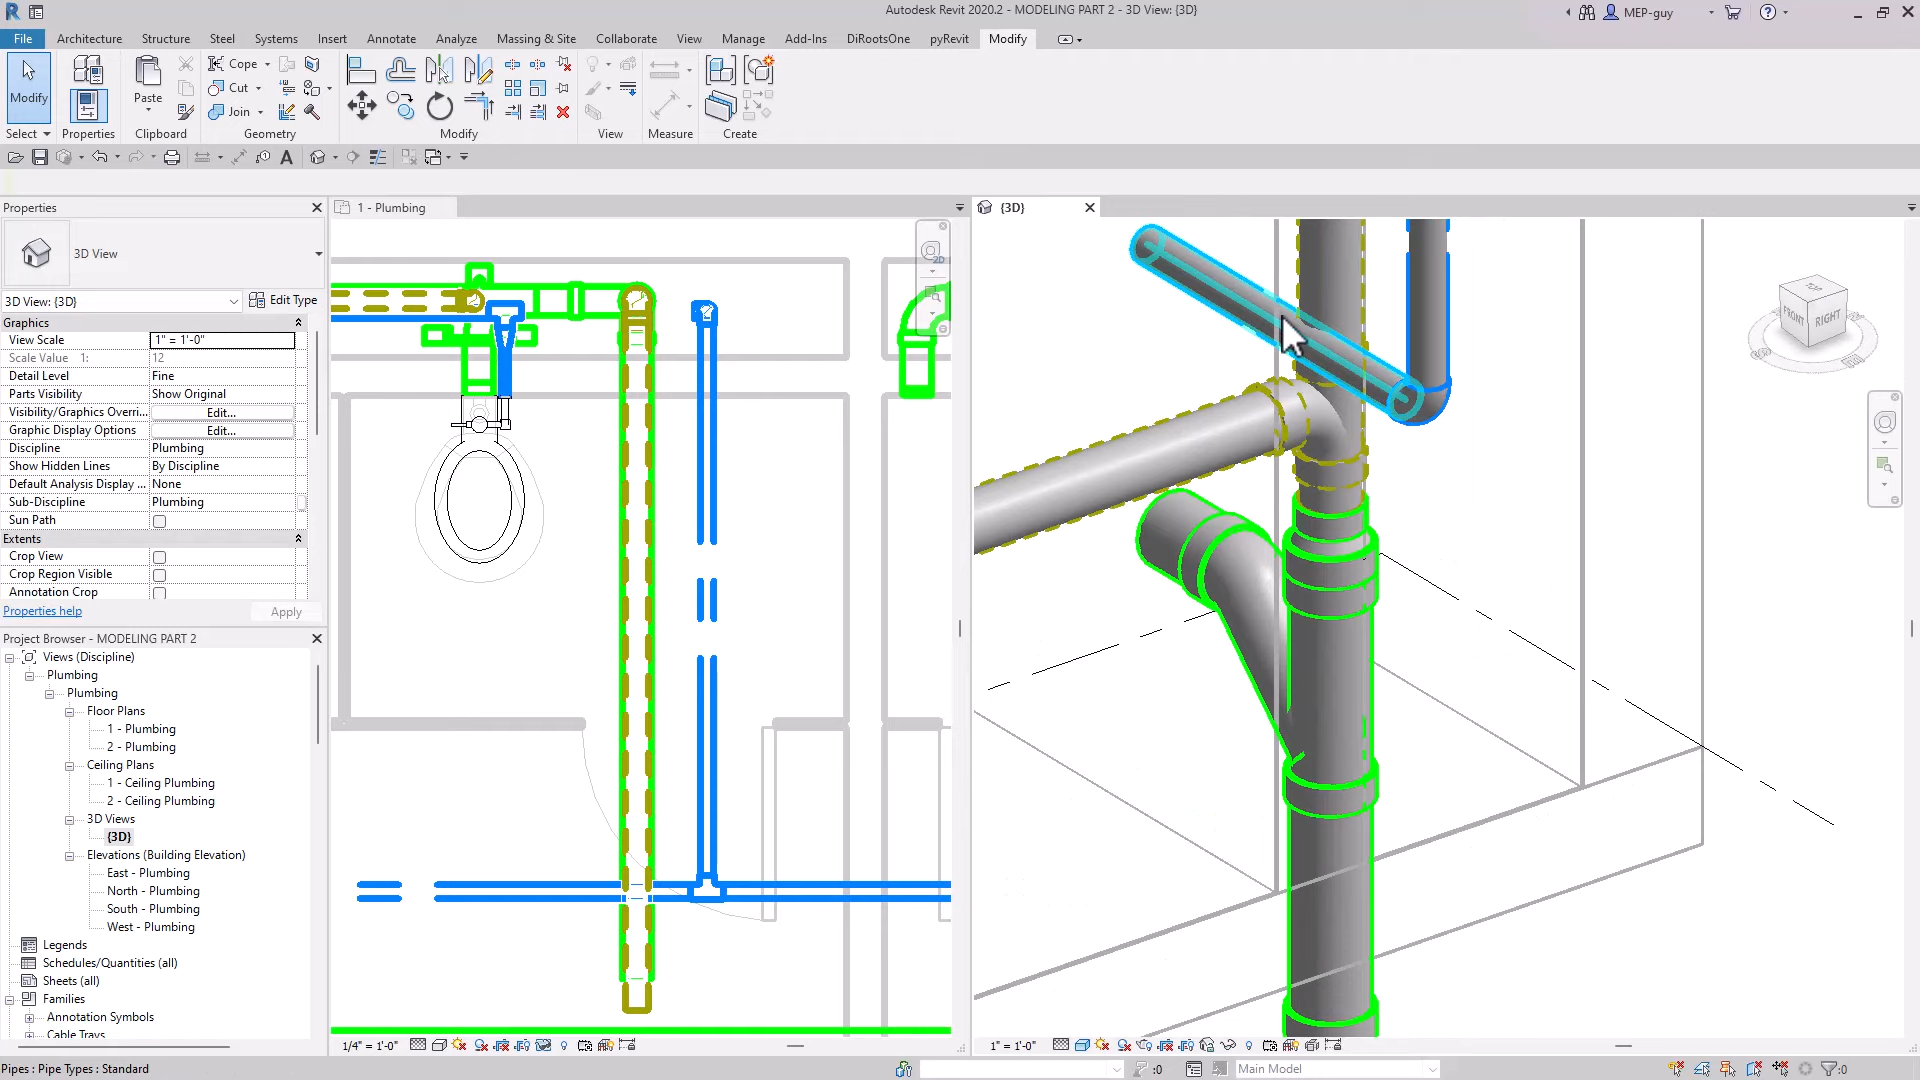 Autodesk Revit 2020.2 - MODELING PART 2 - 3D View: {3D}
MEP-guy
File Architecture Structure Steel Systems Insert Annotate Analyze Massing & Site Collaborate View Manage Add-Ins DiRootsOne pyRevit Modify
Modify
Paste
Cope
Cut
Join
Select Properties Clipboard Geometry Modify View Measure Create
Properties
3D View
3D View: {3D} Edit Type
Graphics
View Scale 1" = 1'-0"
Scale Value 1: 12
Detail Level Fine
Parts Visibility Show Original
Visibility/Graphics Overri... Edit...
Graphic Display Options Edit...
Discipline Plumbing
Show Hidden Lines By Discipline
Default Analysis Display ... None
Sub-Discipline Plumbing
Sun Path
Extents
Crop View
Crop Region Visible
Annotation Crop
Properties help Apply
Project Browser - MODELING PART 2
Views (Discipline)
Plumbing
Plumbing
Floor Plans
1 - Plumbing
2 - Plumbing
Ceiling Plans
1 - Ceiling Plumbing
2 - Ceiling Plumbing
3D Views
{3D}
Elevations (Building Elevation)
East - Plumbing
North - Plumbing
South - Plumbing
West - Plumbing
Legends
Schedules/Quantities (all)
Sheets (all)
Families
Annotation Symbols
Cable Trays
1 - Plumbing
2D
1/4" = 1'-0"
{3D}
TOP
FRONT
RIGHT
1" = 1'-0"
Pipes : Pipe Types : Standard
:0
Main Model
:0